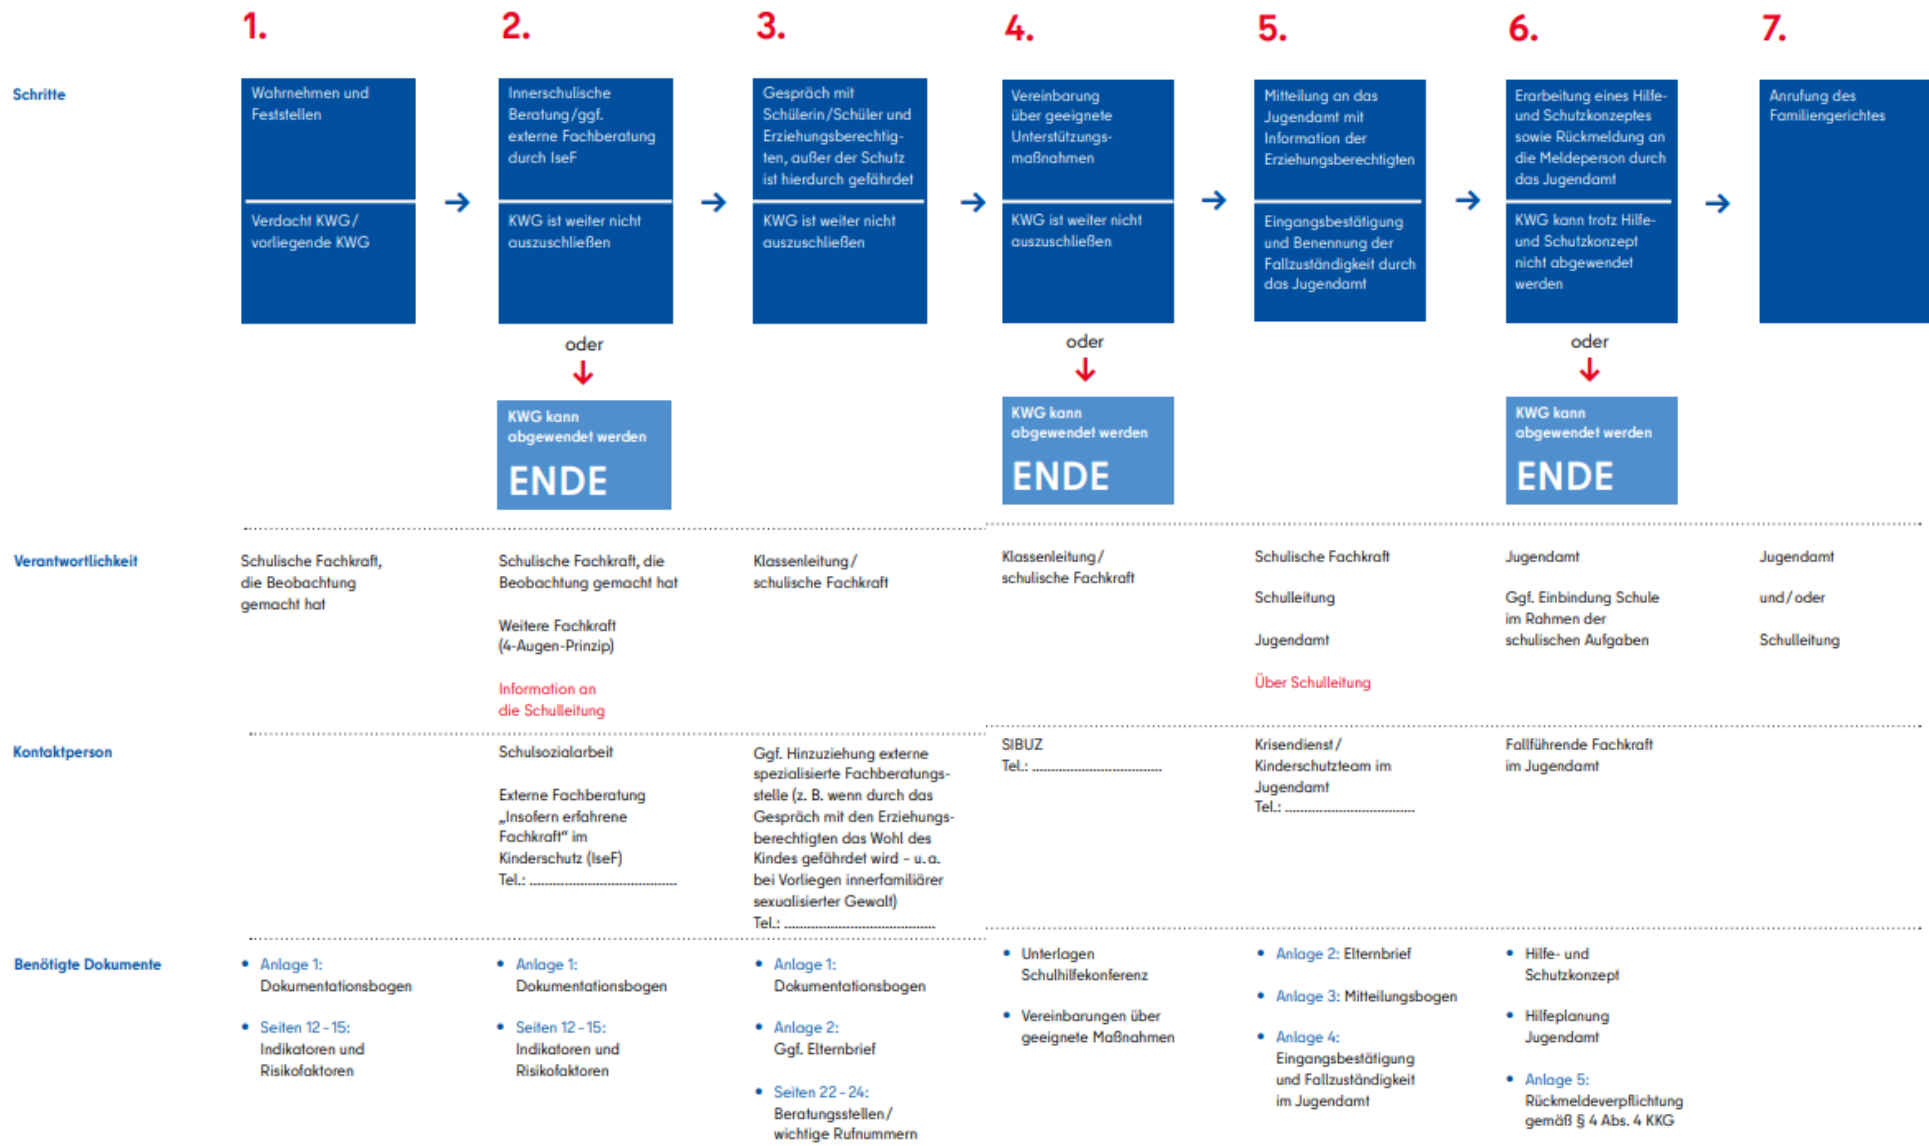 1.
2.
3.
4.
5.
6.
7.
Schritte
Wahrnehmen und
Feststellen
Verdacht KWG/
vorliegende KWG
Innerschulische
Beratung/ggf.
externe Fachberatung
durch IseF
KWG ist weiter nicht
auszuschließen
Gespräch mit
Schülerin/Schüler und
Erziehungsberechtig-
ten, außer der Schutz
ist hierdurch gefährdet
KWG ist weiter nicht
auszuschließen
Vereinbarung
über geeignete
Unterstützungs-
maßnahmen
KWG ist weiter nicht
auszuschließen
Mitteilung an das
Jugendamt mit
Information der
Erziehungsberechtigten
Eingangsbestätigung
und Benennung der
Fallzuständigkeit durch
das Jugendamt
Erarbeitung eines Hilfe-
und Schutzkonzeptes
sowie Rückmeldung an
die Meldeperson durch
das Jugendamt
KWG kann trotz Hilfe-
und Schutzkonzept
nicht abgewendet
werden
Anrufung des
Familiengerichtes
→
→
→
→
→
→
oder
↓
KWG kann
abgewendet werden
ENDE
oder
↓
KWG kann
abgewendet werden
ENDE
oder
↓
KWG kann
abgewendet werden
ENDE
Verantwortlichkeit
Schulische Fachkraft,
die Beobachtung
gemacht hat
Schulische Fachkraft, die
Beobachtung gemacht hat
Weitere Fachkraft
(4-Augen-Prinzip)
Information an
die Schulleitung
Klassenleitung/
schulische Fachkraft
Klassenleitung/
schulische Fachkraft
Schulische Fachkraft
Schulleitung
Jugendamt
Über Schulleitung
Jugendamt
Ggf. Einbindung Schule
im Rahmen der
schulischen Aufgaben
Jugendamt
und/oder
Schulleitung
Kontaktperson
Schulsozialarbeit
Externe Fachberatung
„Insofern erfahrene
Fachkraft“ im
Kinderschutz (IseF)
Tel.: ..........................................
Ggf. Hinzuziehung externe
spezialisierte Fachberatungs-
stelle (z. B. wenn durch das
Gespräch mit den Erziehungs-
berechtigten das Wohl des
Kindes gefährdet wird – u. a.
bei Vorliegen innerfamiliärer
sexualisierter Gewalt)
Tel.: ..........................................
SIBUZ
Tel.: ....................................
Krisendienst/
Kinderschutzteam im
Jugendamt
Tel.: ....................................
Fallführende Fachkraft
im Jugendamt
Benötigte Dokumente
• Anlage 1:
Dokumentationsbogen
• Seiten 12 – 15:
Indikatoren und
Risikofaktoren
• Anlage 1:
Dokumentationsbogen
• Seiten 12 – 15:
Indikatoren und
Risikofaktoren
• Anlage 1:
Dokumentationsbogen
• Anlage 2:
Ggf. Elternbrief
• Seiten 22 – 24:
Beratungsstellen/
wichtige Rufnummern
• Unterlagen
Schulhilfekonferenz
• Vereinbarungen über
geeignete Maßnahmen
• Anlage 2: Elternbrief
• Anlage 3: Mitteilungsbogen
• Anlage 4:
Eingangsbestätigung
und Fallzuständigkeit
im Jugendamt
• Hilfe- und
Schutzkonzept
• Hilfeplanung
Jugendamt
• Anlage 5:
Rückmeldeverpflichtung
gemäß § 4 Abs. 4 KKG